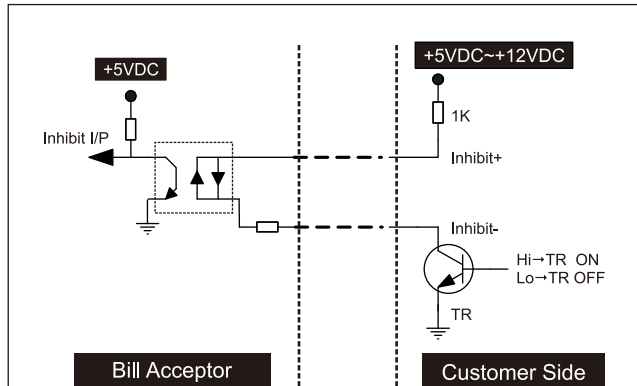 +5VDC
+5VDC~+12VDC
1K
Inhibit I/P
Inhibit+
Inhibit-
Hi→TR ON
Lo→TR OFF
TR
Bill Acceptor
Customer Side